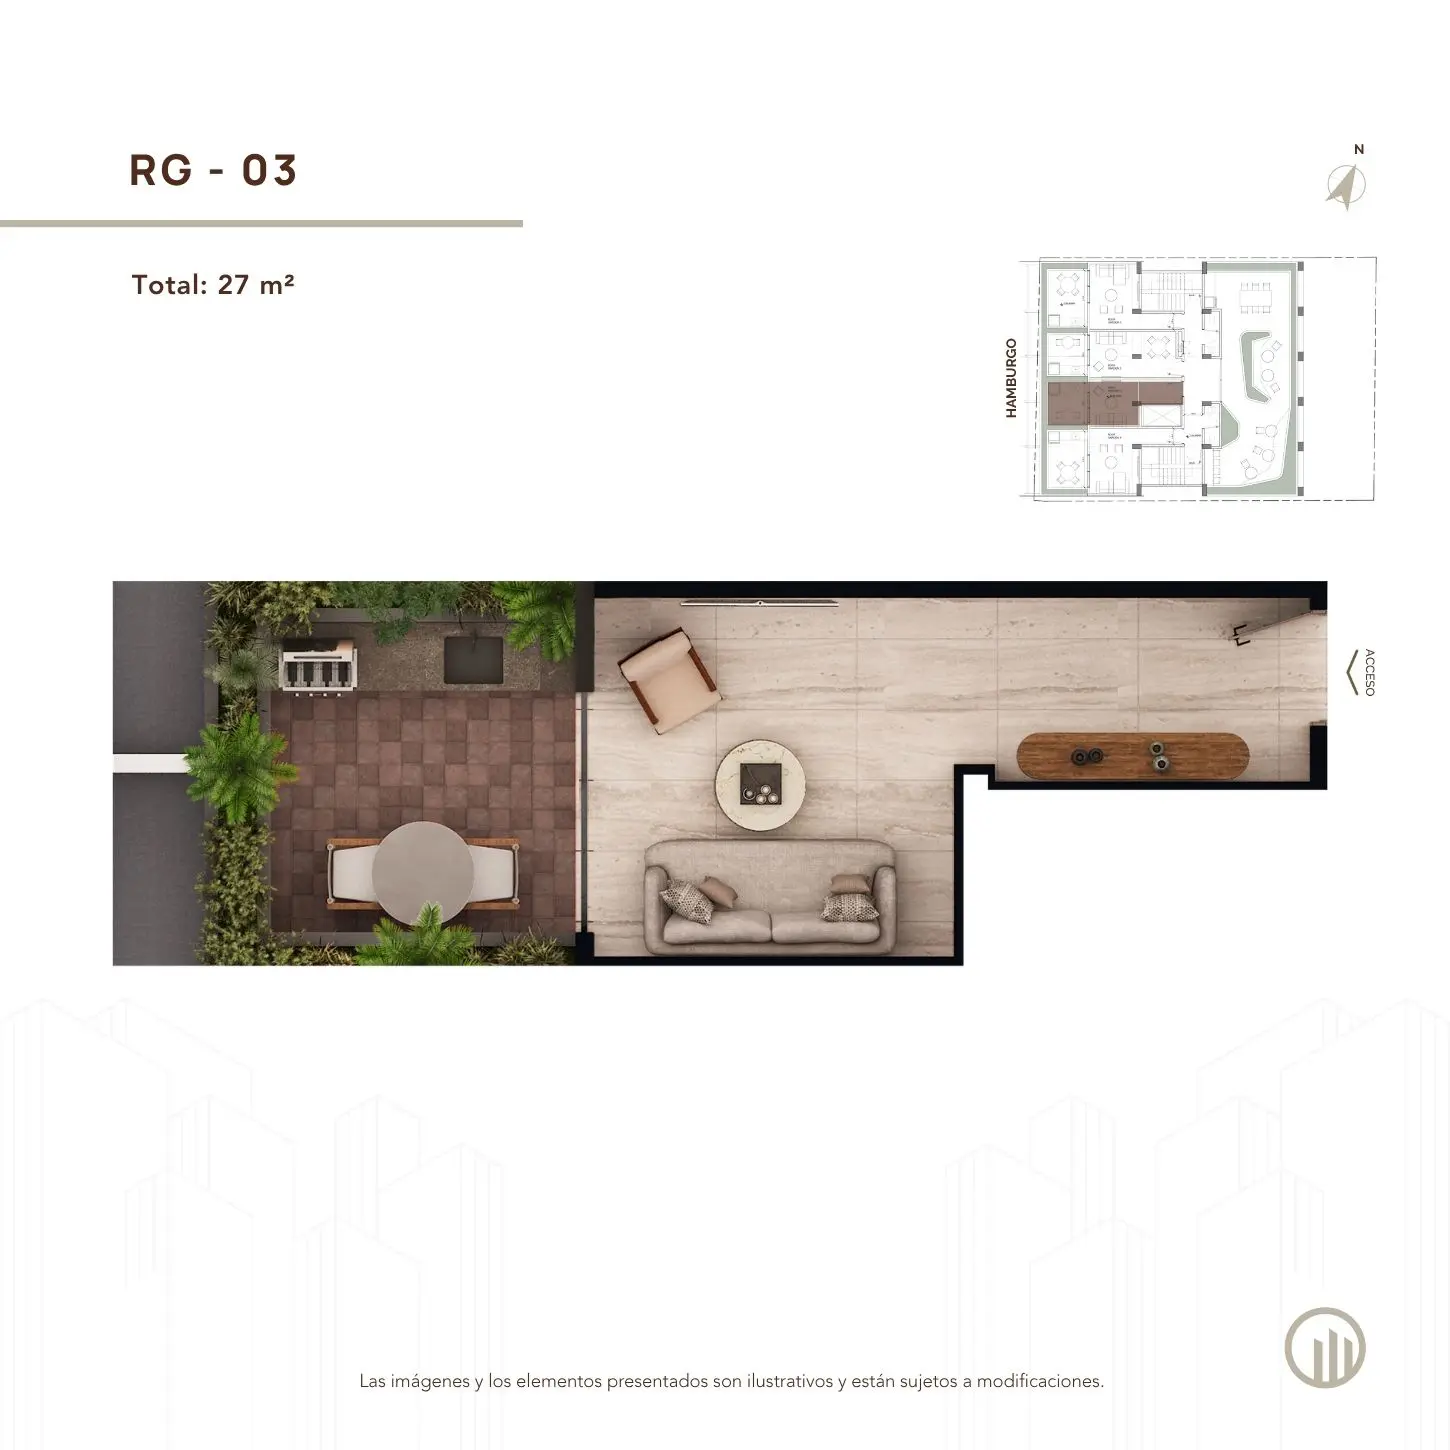 RG - 03
N
Total: 27 m²
HAMBURGO
ACCESO
Las imágenes y los elementos presentados son ilustrativos y están sujetos a modificaciones.